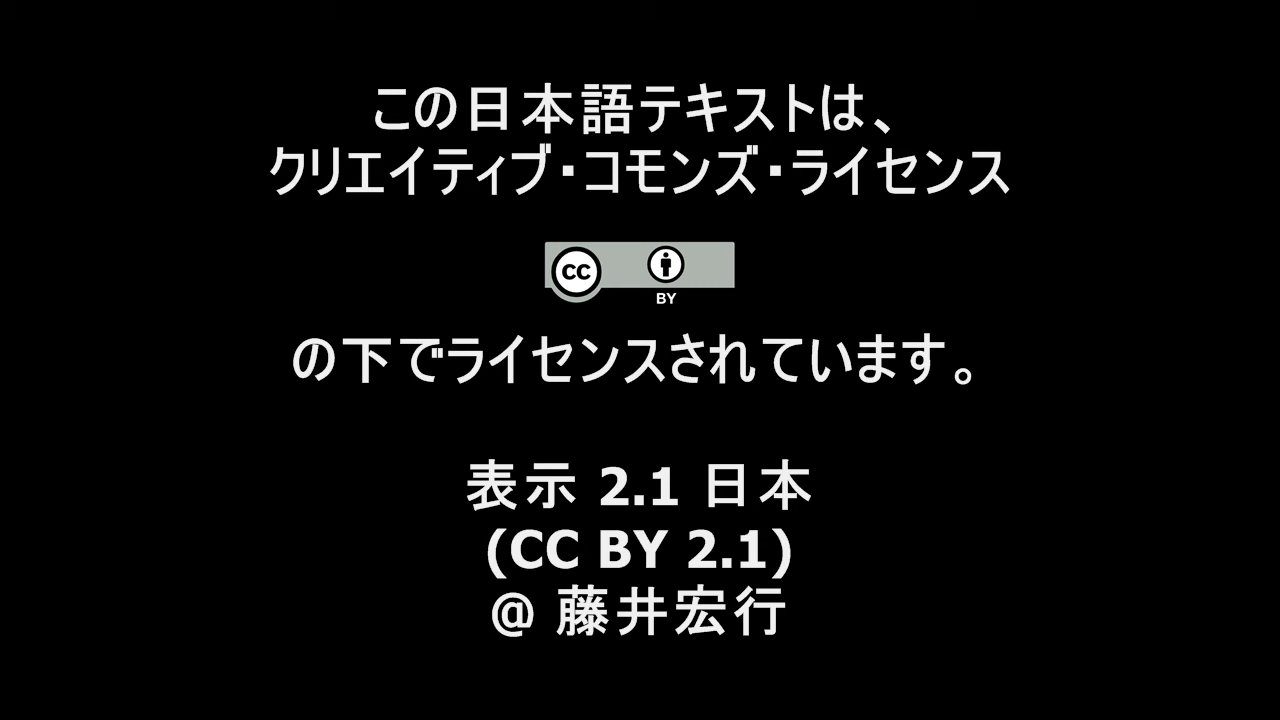 この日本語テキストは、
クリエイティブ・コモンズ・ライセンス
CC
BY
の下でライセンスされています。
表示 2.1 日本
(CC BY 2.1)
@ 藤井宏行